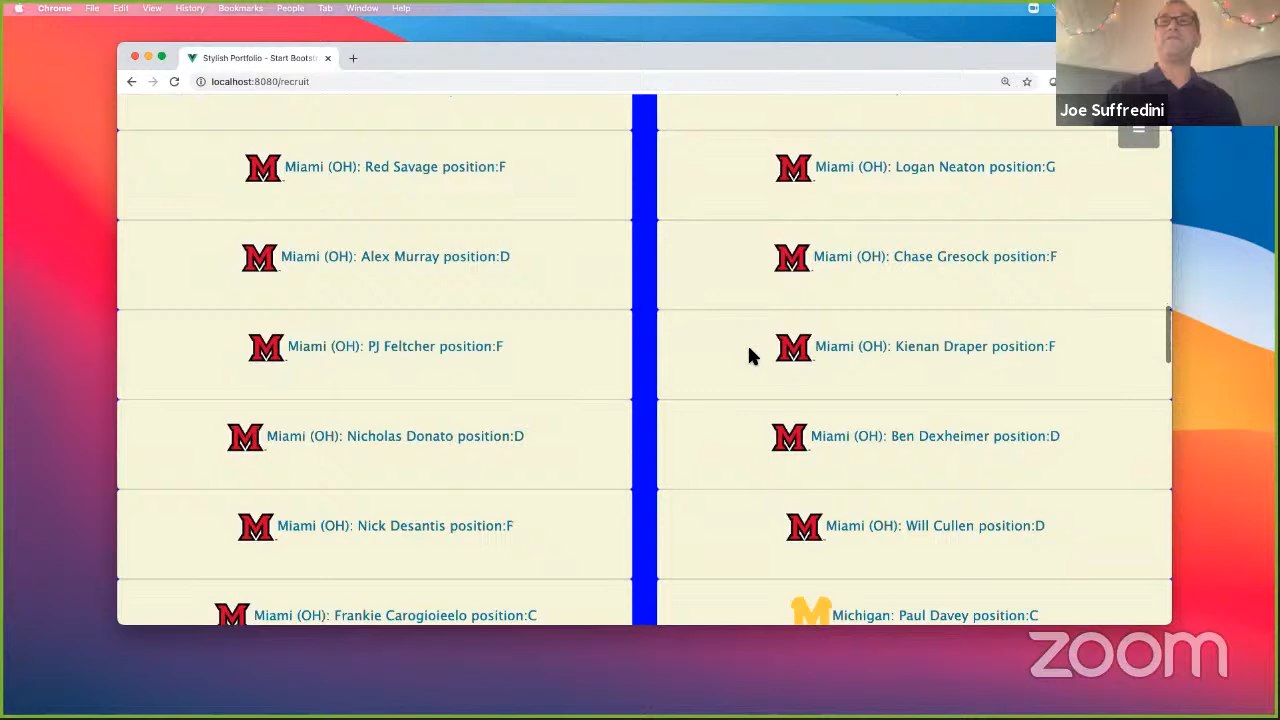 Chrome File Edit View History Bookmarks People Tab Window Help
Stylish Portfolio - Start Bootst
localhost:8080/recruit
Joe Suffredini
Miami (OH): Red Savage position:F
Miami (OH): Logan Neaton position:G
Miami (OH): Alex Murray position:D
Miami (OH): Chase Gresock position:F
Miami (OH): PJ Feltcher position:F
Miami (OH): Kienan Draper position:F
Miami (OH): Nicholas Donato position:D
Miami (OH): Ben Dexheimer position:D
Miami (OH): Nick Desantis position:F
Miami (OH): Will Cullen position:D
Miami (OH): Frankie Carogioieelo position:C
Michigan: Paul Davey position:C
zoom